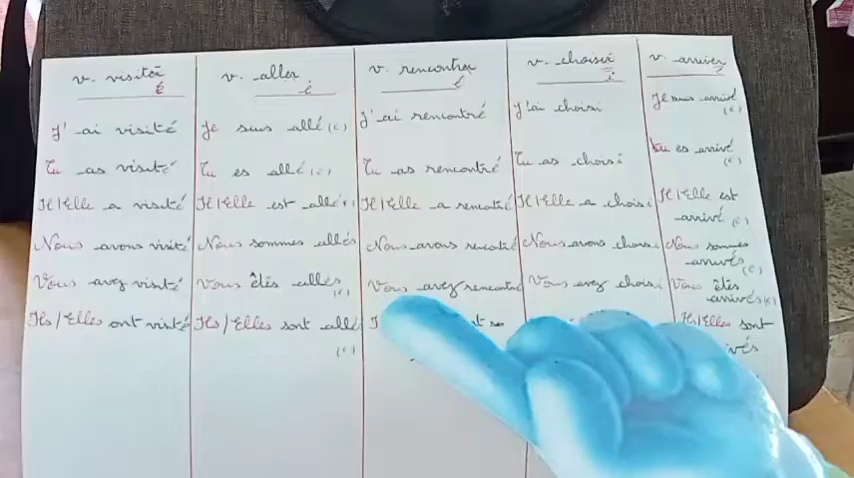 v. visiter
é
J'ai visité
Tu as visité
Il/Elle a visité
Nous avons visité
Vous avez visité
Ils/Elles ont visité
v. aller
é
Je suis allé (e)
Tu es allé (e)
Il/Elle est allé
Nous sommes allés
Vous êtes allés
(e)
Ils/Elles sont allé
(e)
v. rencontrer
é
J'ai rencontré
Tu as rencontré
Il/Elle a rencontré
Nous avons rencontré
Vous avez rencontré
v. choisir
i
J'ai choisi
Tu as choisi
Il/Elle a choisi
Nous avons choisi
Vous avez choisi
v. arriver
Je suis arrivé
(e)
Tu es arrivé
(e)
Il/Elle est
arrivé (e)
Nous sommes
arrivés
(e)
Vous êtes
arrivés (e)
Ils/Elles sont